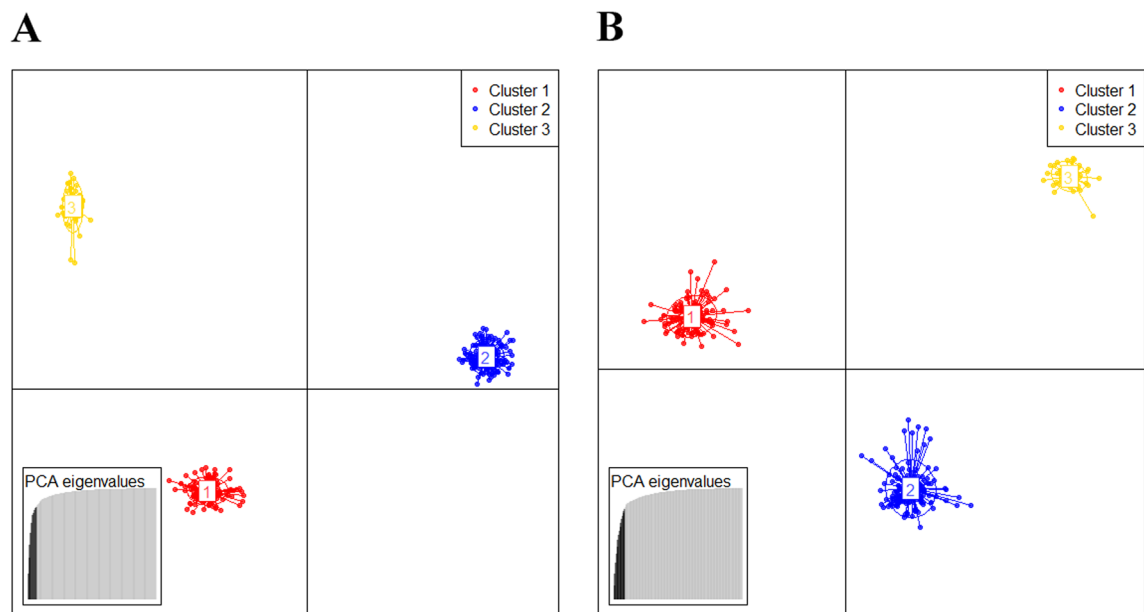 A
Cluster 1
Cluster 2
Cluster 3
3
2
1
PCA eigenvalues
B
Cluster 1
Cluster 2
Cluster 3
3
1
2
PCA eigenvalues